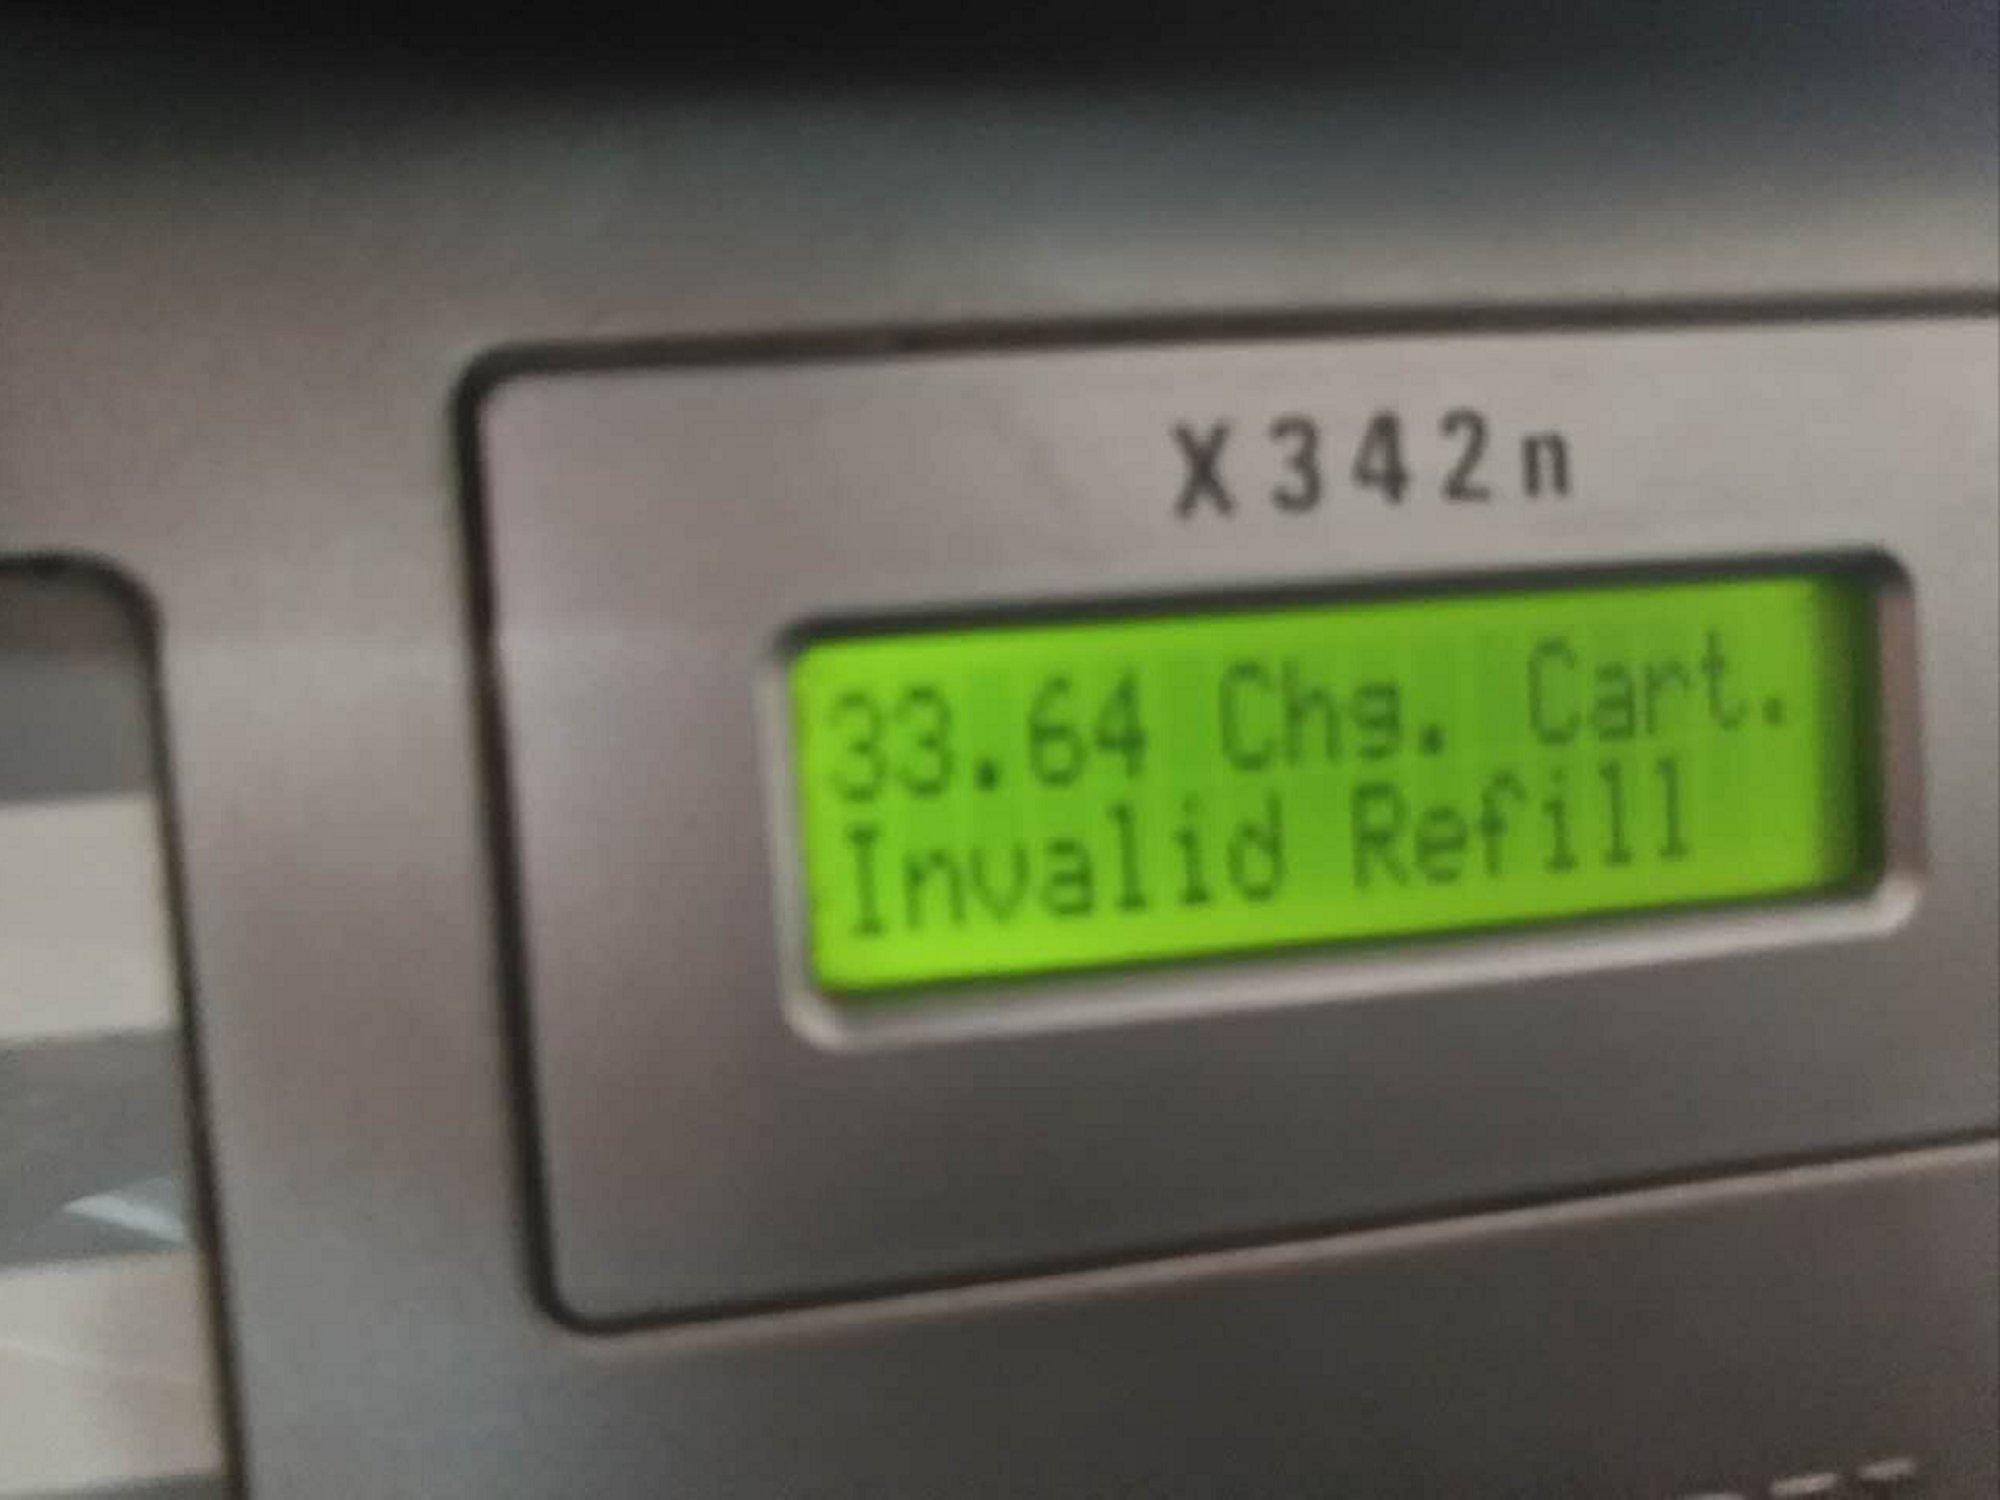 X342n
33.64 Chg. Cart.
Invalid Refill